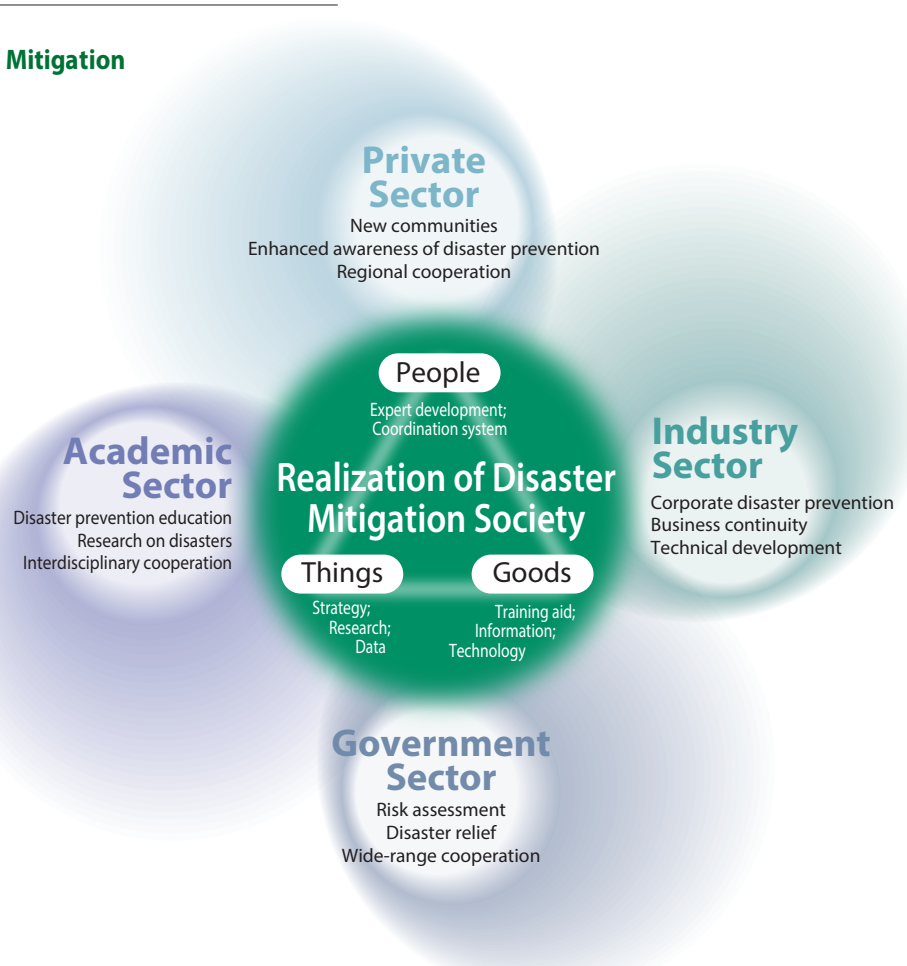 Mitigation
Private
Sector
New communities
Enhanced awareness of disaster prevention
Regional cooperation
People
Expert development;
Coordination system
Academic
Sector
Disaster prevention education
Research on disasters
Interdisciplinary cooperation
Realization of Disaster
Mitigation Society
Industry
Sector
Corporate disaster prevention
Business continuity
Technical development
Things
Strategy;
Research;
Data
Goods
Training aid;
Information;
Technology
Government
Sector
Risk assessment
Disaster relief
Wide-range cooperation